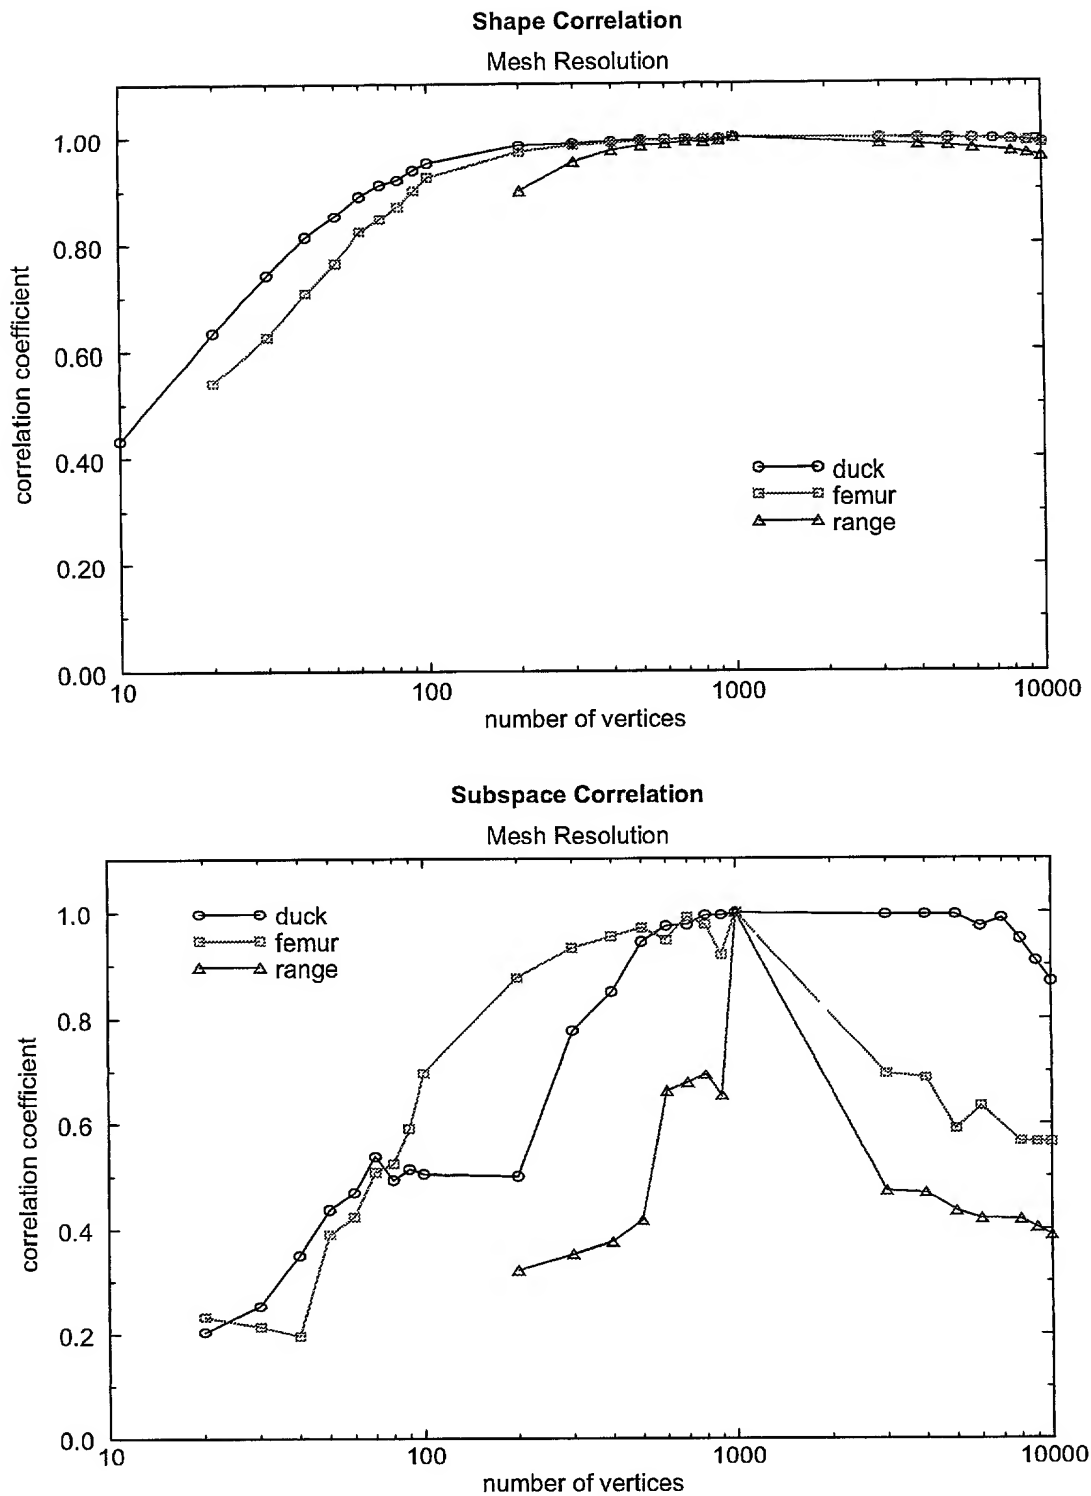 Shape Correlation
Mesh Resolution
1.00
0.80
0.60
0.40
0.20
0.00
correlation coefficient
duck
femur
range
10 100 1000 10000
number of vertices
Subspace Correlation
Mesh Resolution
duck
femur
range
1.0
0.8
0.6
0.4
0.2
0.0
correlation coefficient
10 100 1000 10000
number of vertices